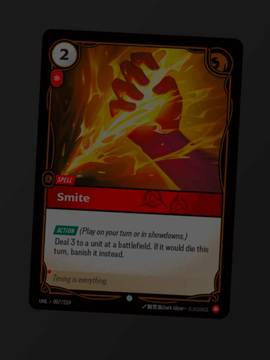 2
SPELL
Smite
ACTION (Play on your turn or in showdowns.)
Deal 3 to a unit at a battlefield. If it would die this
turn, banish it instead.
Timing is everything.